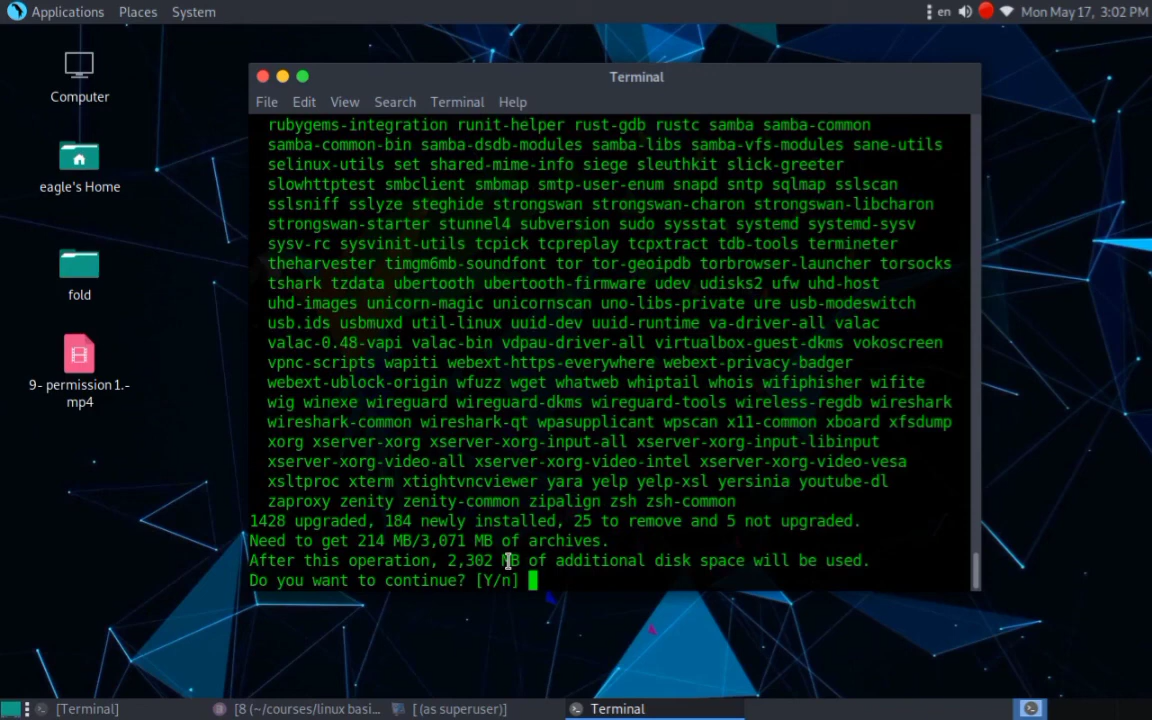 Applications Places System
en Mon May 17, 3:02 PM
Computer
eagle's Home
fold
9- permission 1.-
mp4
Terminal
File Edit View Search Terminal Help
rubygems-integration runit-helper rust-gdb rustc samba samba-common
samba-common-bin samba-dsdb-modules samba-libs samba-vfs-modules sane-utils
selinux-utils set shared-mime-info siege sleuthkit slick-greeter
slowhttptest smbclient smbmap smtp-user-enum snapd sntp sqlmap sslscan
sslsniff sslyze steghide strongswan strongswan-charon strongswan-libcharon
strongswan-starter stunnel4 subversion sudo sysstat systemd systemd-sysv
sysv-rc sysvinit-utils tcpick tcpreplay tcpxtract tdb-tools termineter
theharvester timgm6mb-soundfont tor tor-geoipdb torbrowser-launcher torsocks
tshark tzdata ubertooth ubertooth-firmware udev udisks2 ufw uhd-host
uhd-images unicorn-magic unicornscan uno-libs-private ure usb-modeswitch
usb.ids usbmuxd util-linux uuid-dev uuid-runtime va-driver-all valac
valac-0.48-vapi valac-bin vdpau-driver-all virtualbox-guest-dkms vokoscreen
vpnc-scripts wapiti webext-https-everywhere webext-privacy-badger
webext-ublock-origin wfuzz wget whatweb whiptail whois wifiphisher wifite
wig winexe wireguard wireguard-dkms wireguard-tools wireless-regdb wireshark
wireshark-common wireshark-qt wpasupplicant wpscan x11-common xboard xfsdump
xorg xserver-xorg xserver-xorg-input-all xserver-xorg-input-libinput
xserver-xorg-video-all xserver-xorg-video-intel xserver-xorg-video-vesa
xsltproc xterm xtightvncviewer yara yelp yelp-xsl yersinia youtube-dl
zaproxy zenity zenity-common zipalign zsh zsh-common
1428 upgraded, 184 newly installed, 25 to remove and 5 not upgraded.
Need to get 214 MB/3,071 MB of archives.
After this operation, 2,302 MB of additional disk space will be used.
Do you want to continue? [Y/n]
[Terminal] [8 (~/courses/linux basi... [ (as superuser)] Terminal